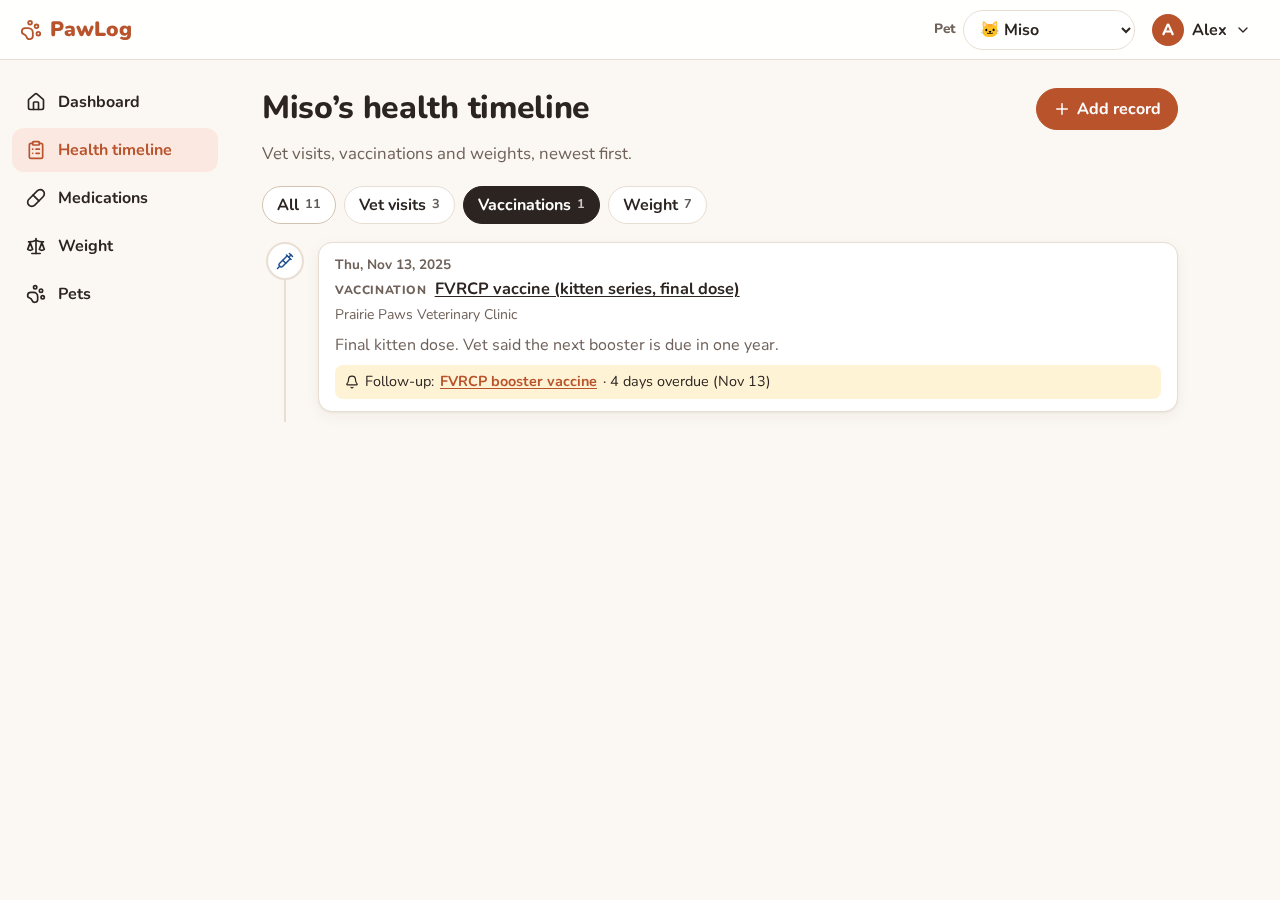 PawLog
Pet
Miso
A
Alex
Dashboard
Health timeline
Medications
Weight
Pets
Miso’s health timeline
Add record
Vet visits, vaccinations and weights, newest first.
All 11
Vet visits 3
Vaccinations 1
Weight 7
Thu, Nov 13, 2025
VACCINATION FVRCP vaccine (kitten series, final dose)
Prairie Paws Veterinary Clinic
Final kitten dose. Vet said the next booster is due in one year.
Follow-up: FVRCP booster vaccine · 4 days overdue (Nov 13)